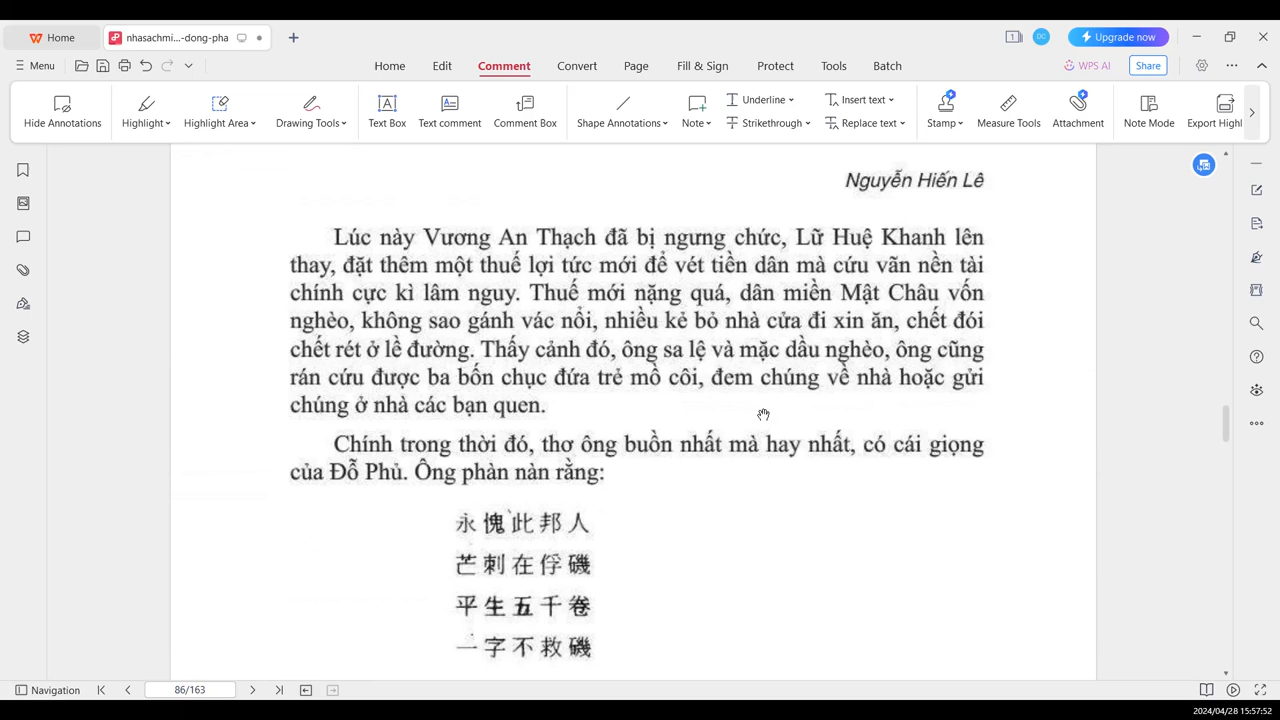 Home
nhasachmi...-dong-pha
DC
Upgrade now
Menu
Home Edit Comment Convert Page Fill & Sign Protect Tools Batch
WPS AI
Share
Hide Annotations
Highlight
Highlight Area
Drawing Tools
Text Box
Text comment
Comment Box
Shape Annotations
Note
Underline
Strikethrough
Insert text
Replace text
Stamp
Measure Tools
Attachment
Note Mode
Export Highl
Nguyễn Hiến Lê
Lúc này Vương An Thạch đã bị ngưng chức, Lữ Huệ Khanh lên
thay, đặt thêm một thuế lợi tức mới để vét tiền dân mà cứu vãn nền tài
chính cực kì lâm nguy. Thuế mới nặng quá, dân miền Mật Châu vốn
nghèo, không sao gánh vác nổi, nhiều kẻ bỏ nhà cửa đi xin ăn, chết đói
chết rét ở lề đường. Thấy cảnh đó, ông sa lệ và mặc dầu nghèo, ông cũng
rán cứu được ba bốn chục đứa trẻ mồ côi, đem chúng về nhà hoặc gửi
chúng ở nhà các bạn quen.
Chính trong thời đó, thơ ông buồn nhất mà hay nhất, có cái giọng
của Đỗ Phủ. Ông phàn nàn rằng:
永愧此邦人
芒刺在俘磯
平生五千卷
一字不救磯
Navigation
86/163
2024/04/28 15:57:52